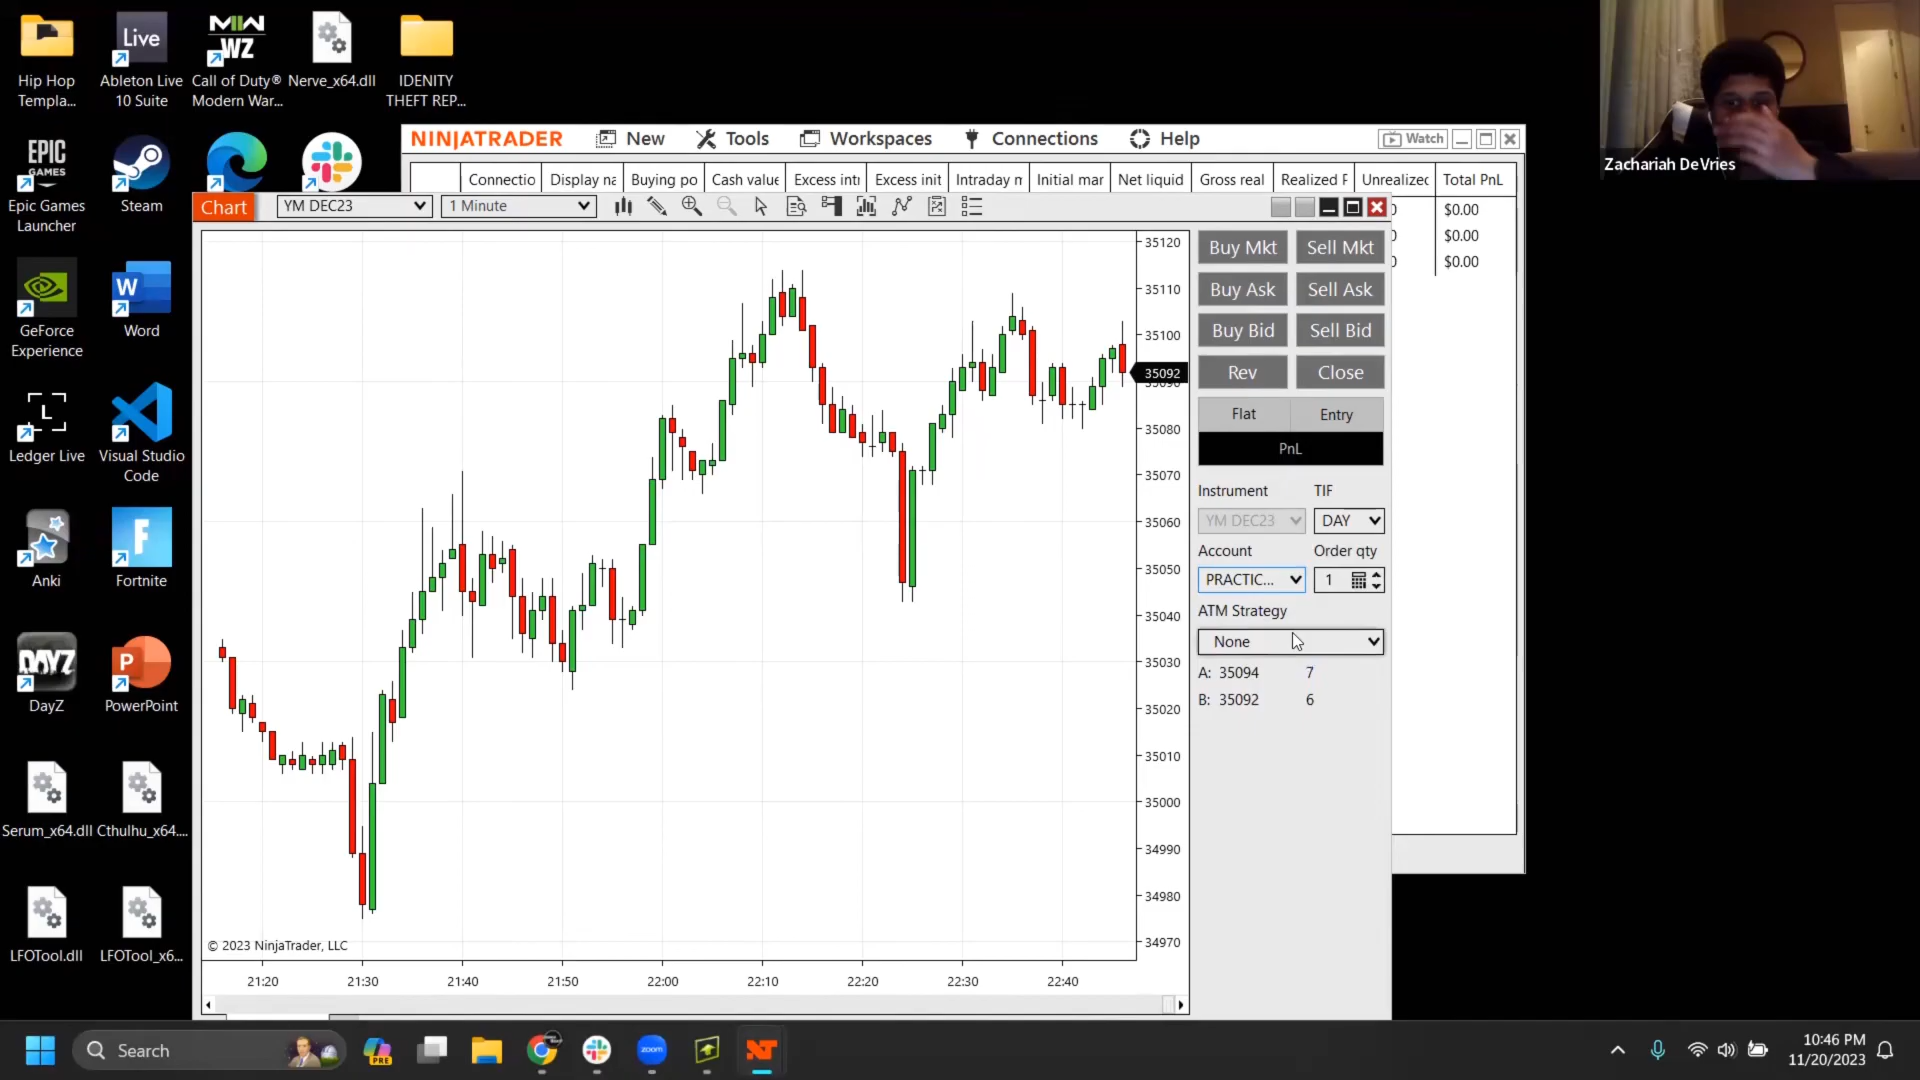 Hip Hop
Templa...
Ableton Live
10 Suite
Live
MW
WZ
Call of Duty®
Modern War...
Nerve_x64.dll
IDENITY
THEFT REP...
EPIC
GAMES
Epic Games
Launcher
Steam
GeForce
Experience
Word
Ledger Live
Visual Studio
Code
Anki
Fortnite
DAYZ
DayZ
PowerPoint
Serum_x64.dll
Cthulhu_x64....
LFOTool.dll
LFOTool_x6...
NINJATRADER
New
Tools
Workspaces
Connections
Help
Watch
Connectio
Display na
Buying po
Cash value
Excess intr
Excess init
Intraday m
Initial mar
Net liquid
Gross real
Realized P
Unrealized
Total PnL
$0.00
$0.00
$0.00
Chart
YM DEC23
1 Minute
35120
35110
35100
35092
35090
35080
35070
35060
35050
35040
35030
35020
35010
35000
34990
34980
34970
© 2023 NinjaTrader, LLC
21:20
21:30
21:40
21:50
22:00
22:10
22:20
22:30
22:40
Buy Mkt
Sell Mkt
Buy Ask
Sell Ask
Buy Bid
Sell Bid
Rev
Close
Flat
Entry
PnL
Instrument
TIF
YM DEC23
DAY
Account
Order qty
PRACTIC...
1
ATM Strategy
None
A: 35094 7
B: 35092 6
Zachariah DeVries
Search
PRE
zoom
10:46 PM
11/20/2023